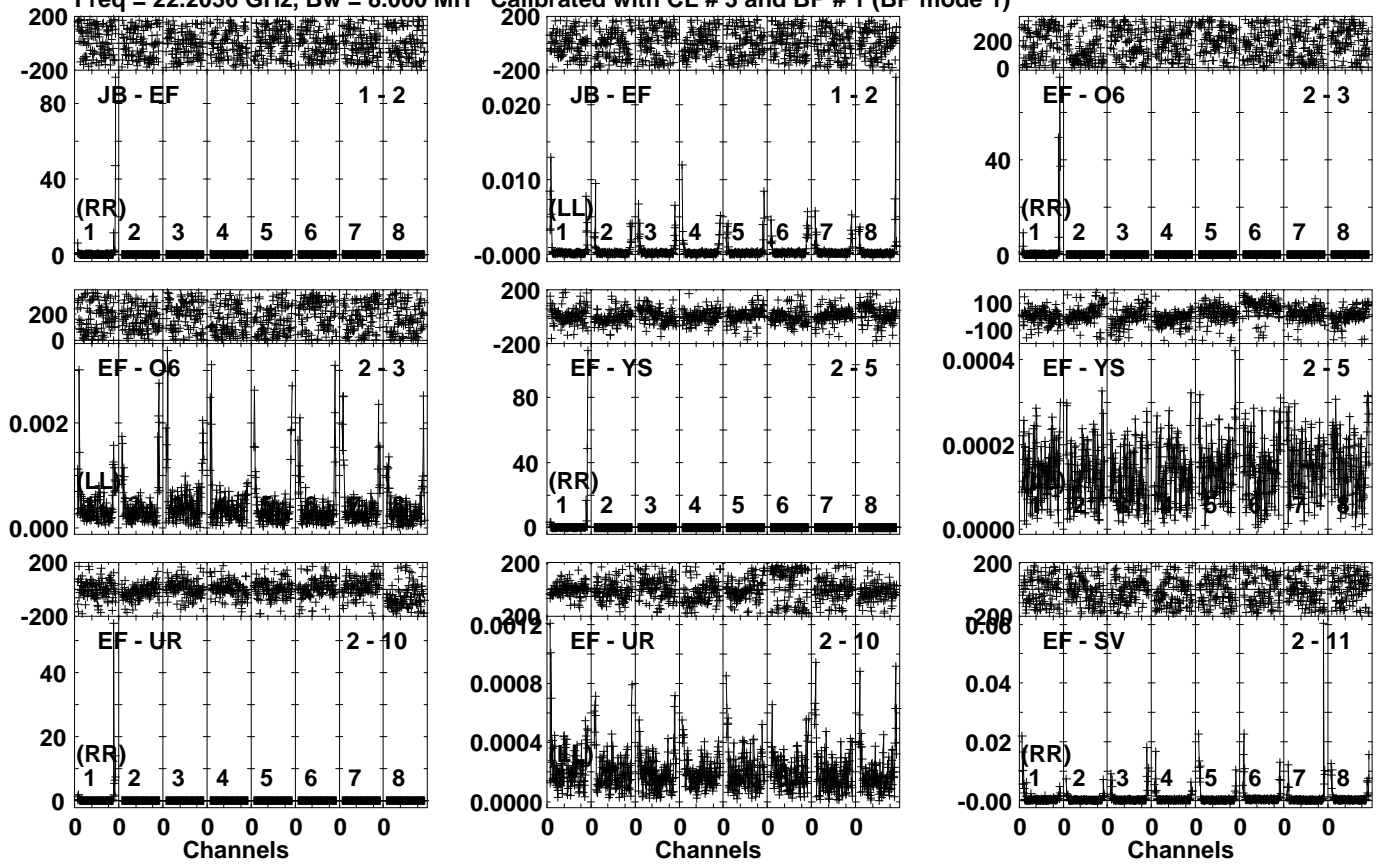 Freq = 22.2036 GHz, Bw = 8.000 MH Calibrated with CL # 3 and BP # 1 (BP mode 1)
200
-200
80
40
0
JB - EF 1 - 2
(RR)
1 2 3 4 5 6 7 8
200
-200
0.020
0.010
-0.000
JB - EF 1 - 2
(LL)
1 2 3 4 5 6 7 8
200
0
40
0
EF - O6 2 - 3
(RR)
1 2 3 4 5 6 7 8
200
0
0.002
0.000
EF - O6 2 - 3
(LL)
200
-200
80
40
0
EF - YS 2 - 5
(RR)
1 2 3 4 5 6 7 8
100
-100
0.0004
0.0002
0.0000
EF - YS 2 - 5
200
-200
40
20
0
EF - UR 2 - 10
(RR)
1 2 3 4 5 6 7 8
0 0 0 0 0 0 0 0
Channels
200
-200
0.0012
0.0008
0.0004
0.0000
EF - UR 2 - 10
(LL)
0 0 0 0 0 0 0 0
Channels
200
-200
0.06
0.04
0.02
-0.00
EF - SV 2 - 11
(RR)
1 2 3 4 5 6 7 8
0 0 0 0 0 0 0 0
Channels